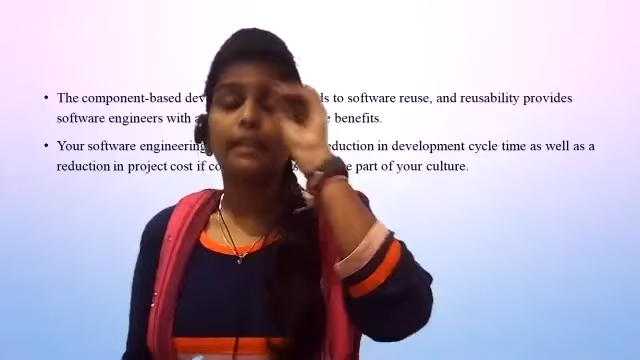 • The component-based dev ds to software reuse, and reusability provides
software engineers with a e benefits.
• Your software engineering eduction in development cycle time as well as a
reduction in project cost if co e part of your culture.